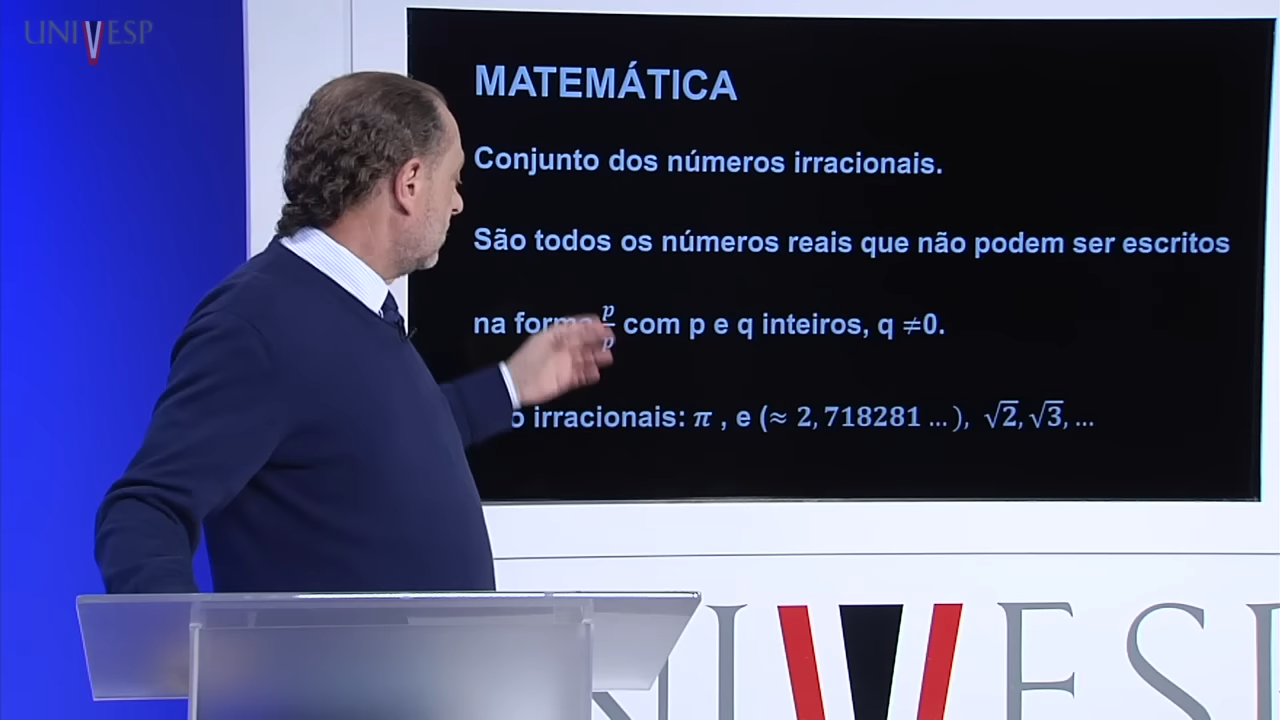 UNIVESP
MATEMÁTICA
Conjunto dos números irracionais.
São todos os números reais que não podem ser escritos
na forma p/p com p e q inteiros, q ≠0.
o irracionais: π , e (≈ 2,718281 ...), √2,√3, ...
NIVESP